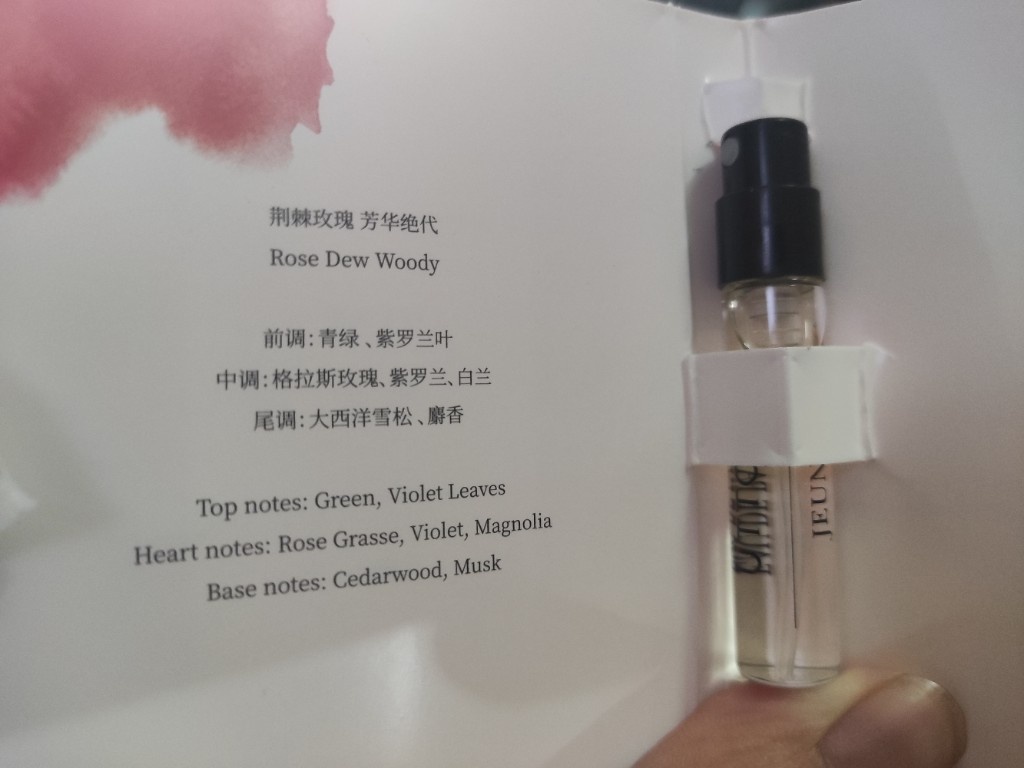 荆棘玫瑰 芳华绝代
Rose Dew Woody
前调：青绿、紫罗兰叶
中调：格拉斯玫瑰、紫罗兰、白兰
尾调：大西洋雪松、麝香
Top notes: Green, Violet Leaves
Heart notes: Rose Grasse, Violet, Magnolia
Base notes: Cedarwood, Musk
JEUN